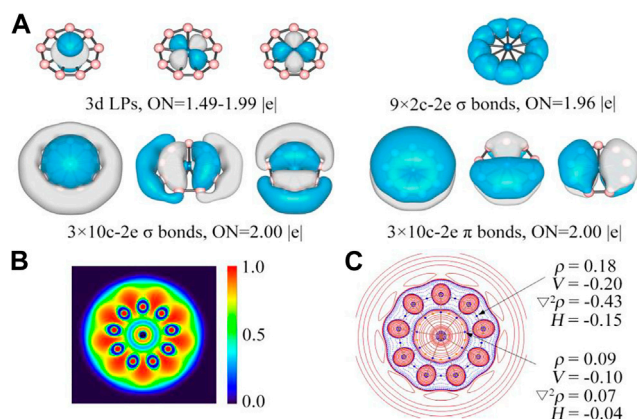 A
3d LPs, ON=1.49-1.99 |e|
9×2c-2e σ bonds, ON=1.96 |e|
3×10c-2e σ bonds, ON=2.00 |e|
3×10c-2e π bonds, ON=2.00 |e|
B
1.0
0.5
0.0
C
ρ = 0.18
V = -0.20
▽²ρ = -0.43
H = -0.15
ρ = 0.09
V = -0.10
▽²ρ = 0.07
H = -0.04